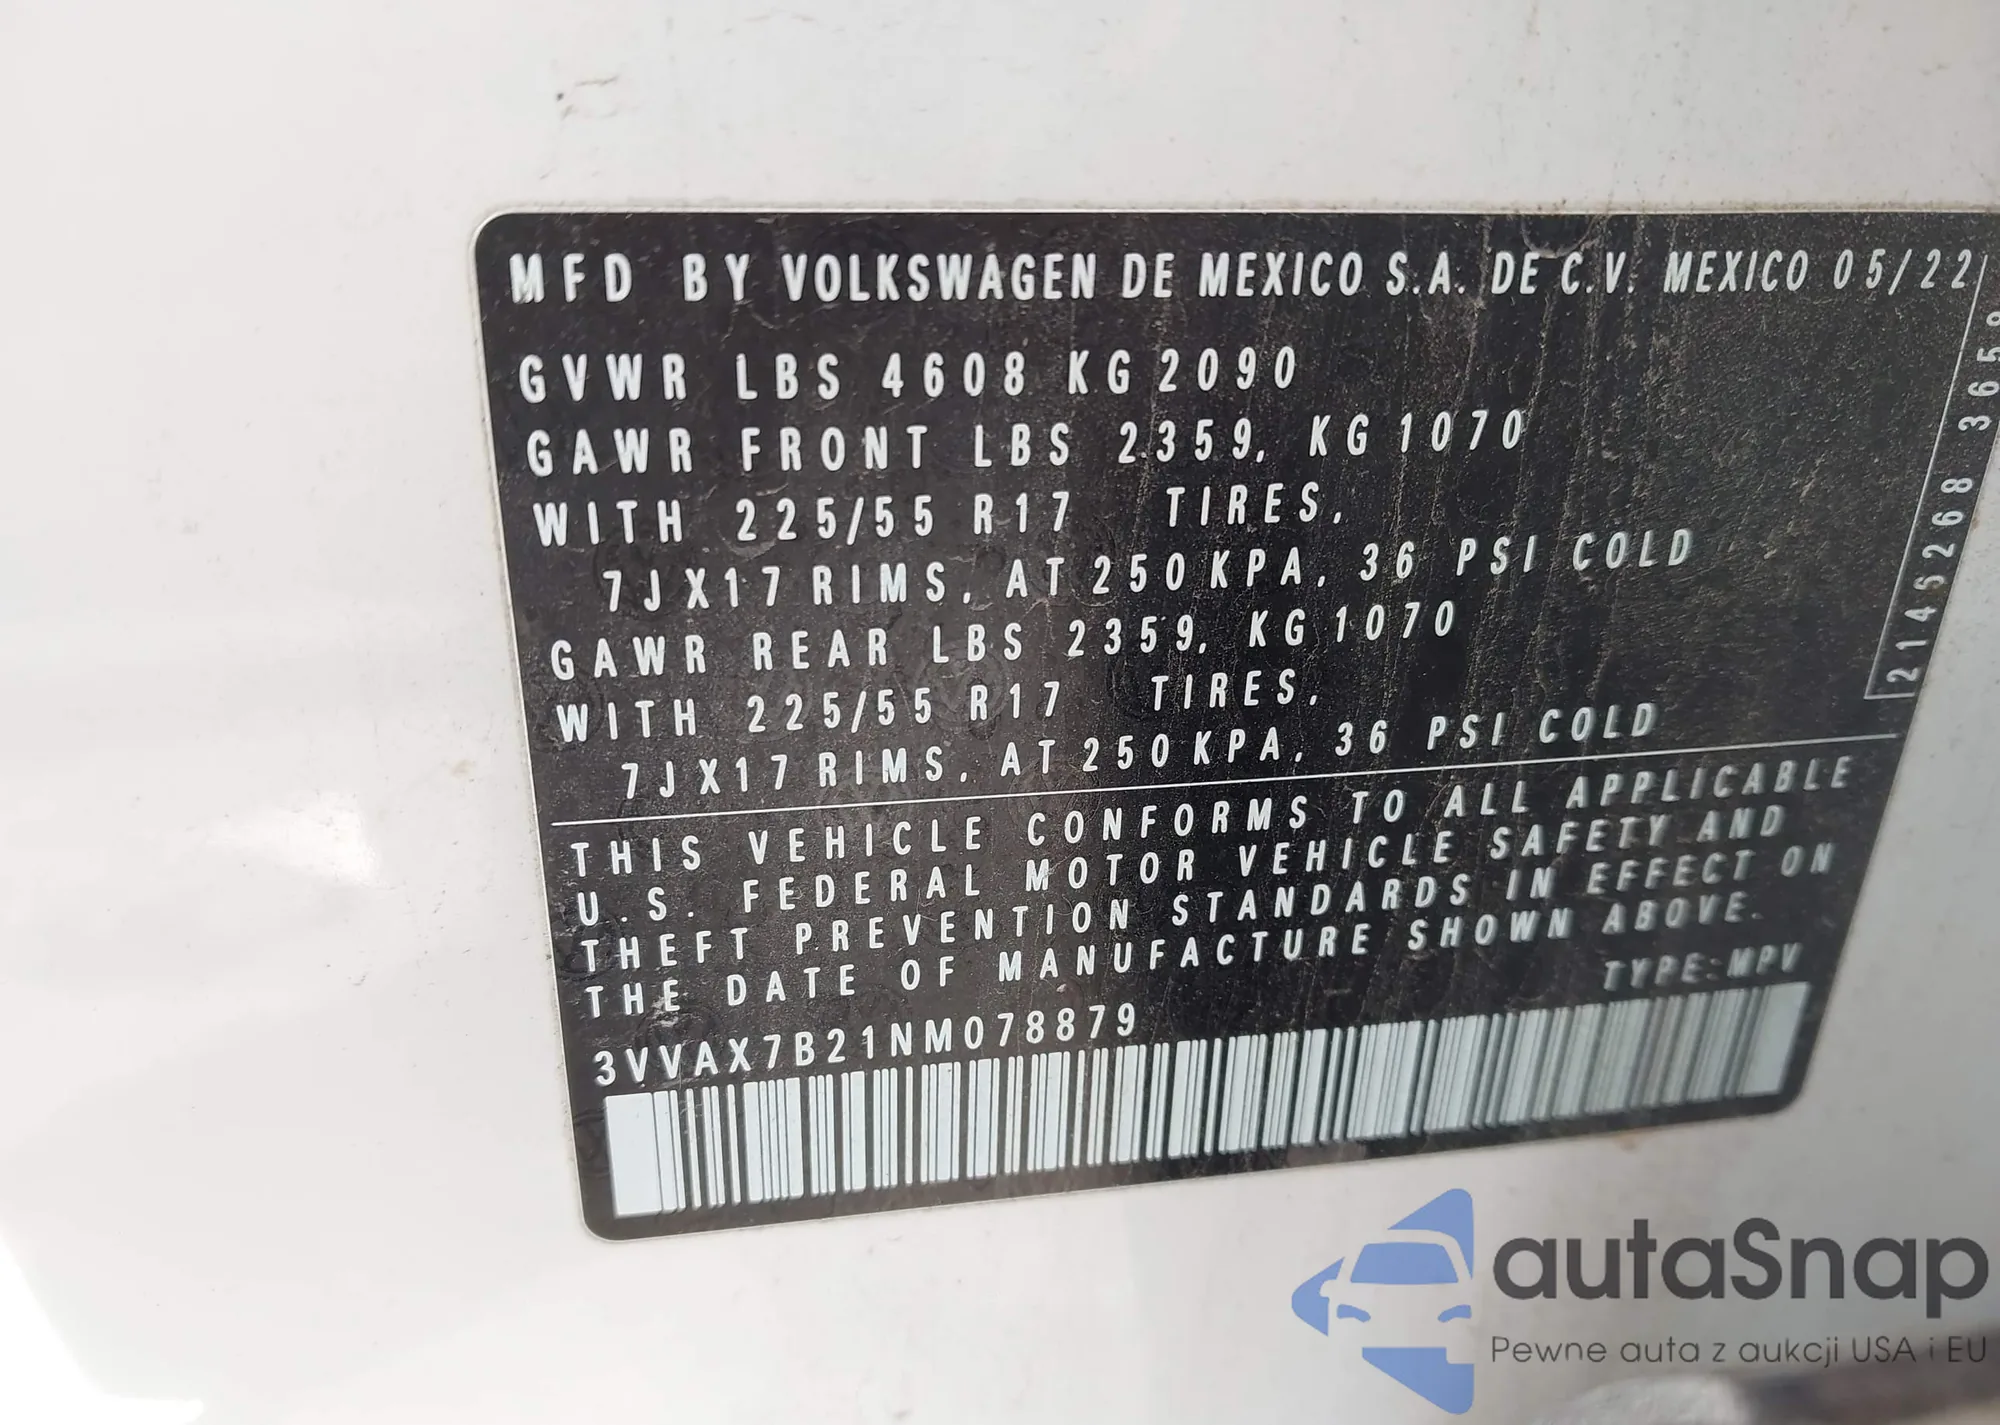 MFD BY VOLKSWAGEN DE MEXICO S.A. DE C.V. MEXICO 05/22
GVWR LBS 4608 KG 2090
GAWR FRONT LBS 2359, KG 1070
WITH 225/55 R17 TIRES,
7JX17 RIMS, AT 250 KPA, 36 PSI COLD
GAWR REAR LBS 2359, KG 1070
WITH 225/55 R17 TIRES,
7JX17 RIMS, AT 250 KPA, 36 PSI COLD
2146268 3658
THIS VEHICLE CONFORMS TO ALL APPLICABLE
U.S. FEDERAL MOTOR VEHICLE SAFETY AND
THEFT PREVENTION STANDARDS IN EFFECT ON
THE DATE OF MANUFACTURE SHOWN ABOVE.
TYPE:MPV
3VVAX7B21NM078879
autaSnap
Pewne auta z aukcji USA i EU